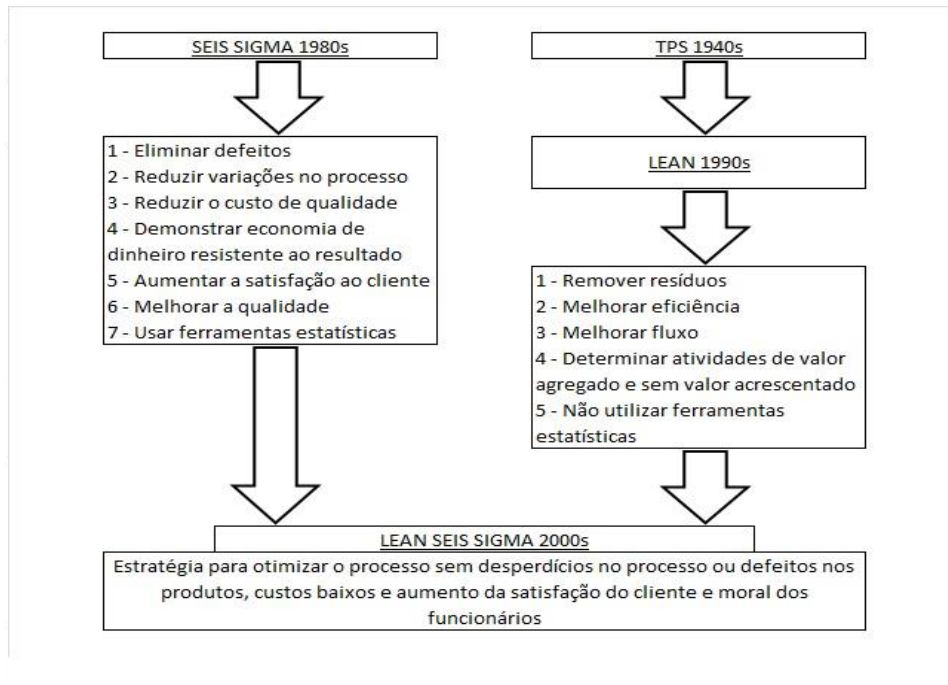 SEIS SIGMA 1980s
1 - Eliminar defeitos
2 - Reduzir variações no processo
3 - Reduzir o custo de qualidade
4 - Demonstrar economia de
dinheiro resistente ao resultado
5 - Aumentar a satisfação ao cliente
6 - Melhorar a qualidade
7 - Usar ferramentas estatísticas
TPS 1940s
LEAN 1990s
1 - Remover resíduos
2 - Melhorar eficiência
3 - Melhorar fluxo
4 - Determinar atividades de valor
agregado e sem valor acrescentado
5 - Não utilizar ferramentas
estatísticas
LEAN SEIS SIGMA 2000s
Estratégia para otimizar o processo sem desperdícios no processo ou defeitos nos
produtos, custos baixos e aumento da satisfação do cliente e moral dos
funcionários